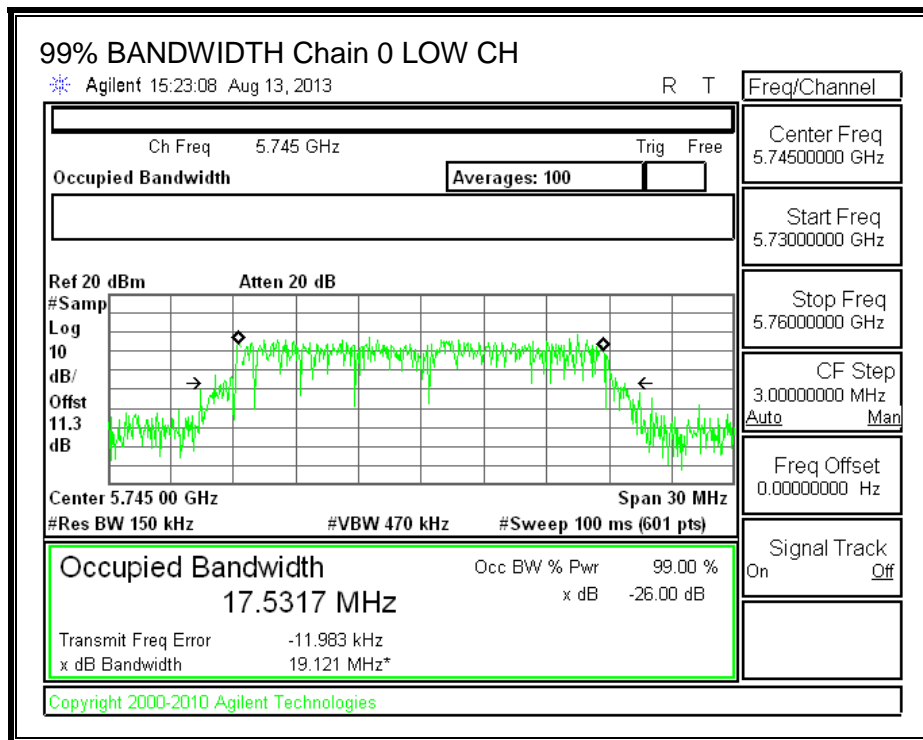 99% BANDWIDTH Chain 0 LOW CH
Agilent 15:23:08 Aug 13, 2013 R T
Freq/Channel
Ch Freq 5.745 GHz Trig Free
Occupied Bandwidth Averages: 100
Center Freq
5.74500000 GHz
Start Freq
5.73000000 GHz
Stop Freq
5.76000000 GHz
CF Step
3.00000000 MHz
Auto Man
Freq Offset
0.00000000 Hz
Signal Track
On Off
Ref 20 dBm Atten 20 dB
#Samp
Log
10
dB/
Offst
11.3
dB
Center 5.745 00 GHz Span 30 MHz
#Res BW 150 kHz #VBW 470 kHz #Sweep 100 ms (601 pts)
Occupied Bandwidth Occ BW % Pwr 99.00 %
17.5317 MHz x dB -26.00 dB
Transmit Freq Error -11.983 kHz
x dB Bandwidth 19.121 MHz*
Copyright 2000-2010 Agilent Technologies